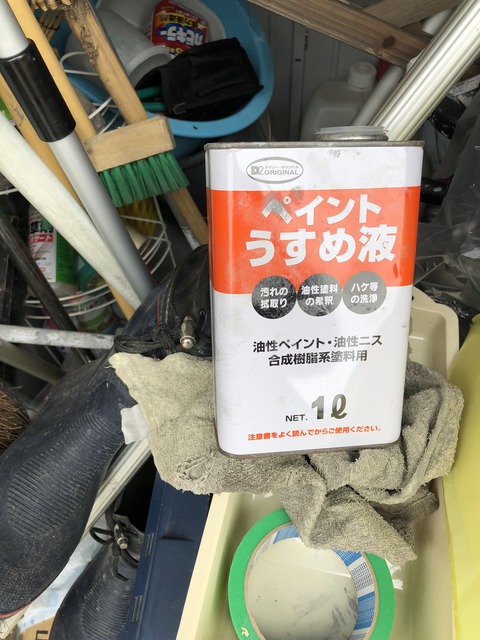 D2 ORIGINAL
ペイント
うすめ液
汚れの
拭取り
油性塗料
の希釈
ハケ等
の洗浄
油性ペイント・油性ニス
合成樹脂系塗料用
NET. 1ℓ
注意書をよく読んでからご使用ください。